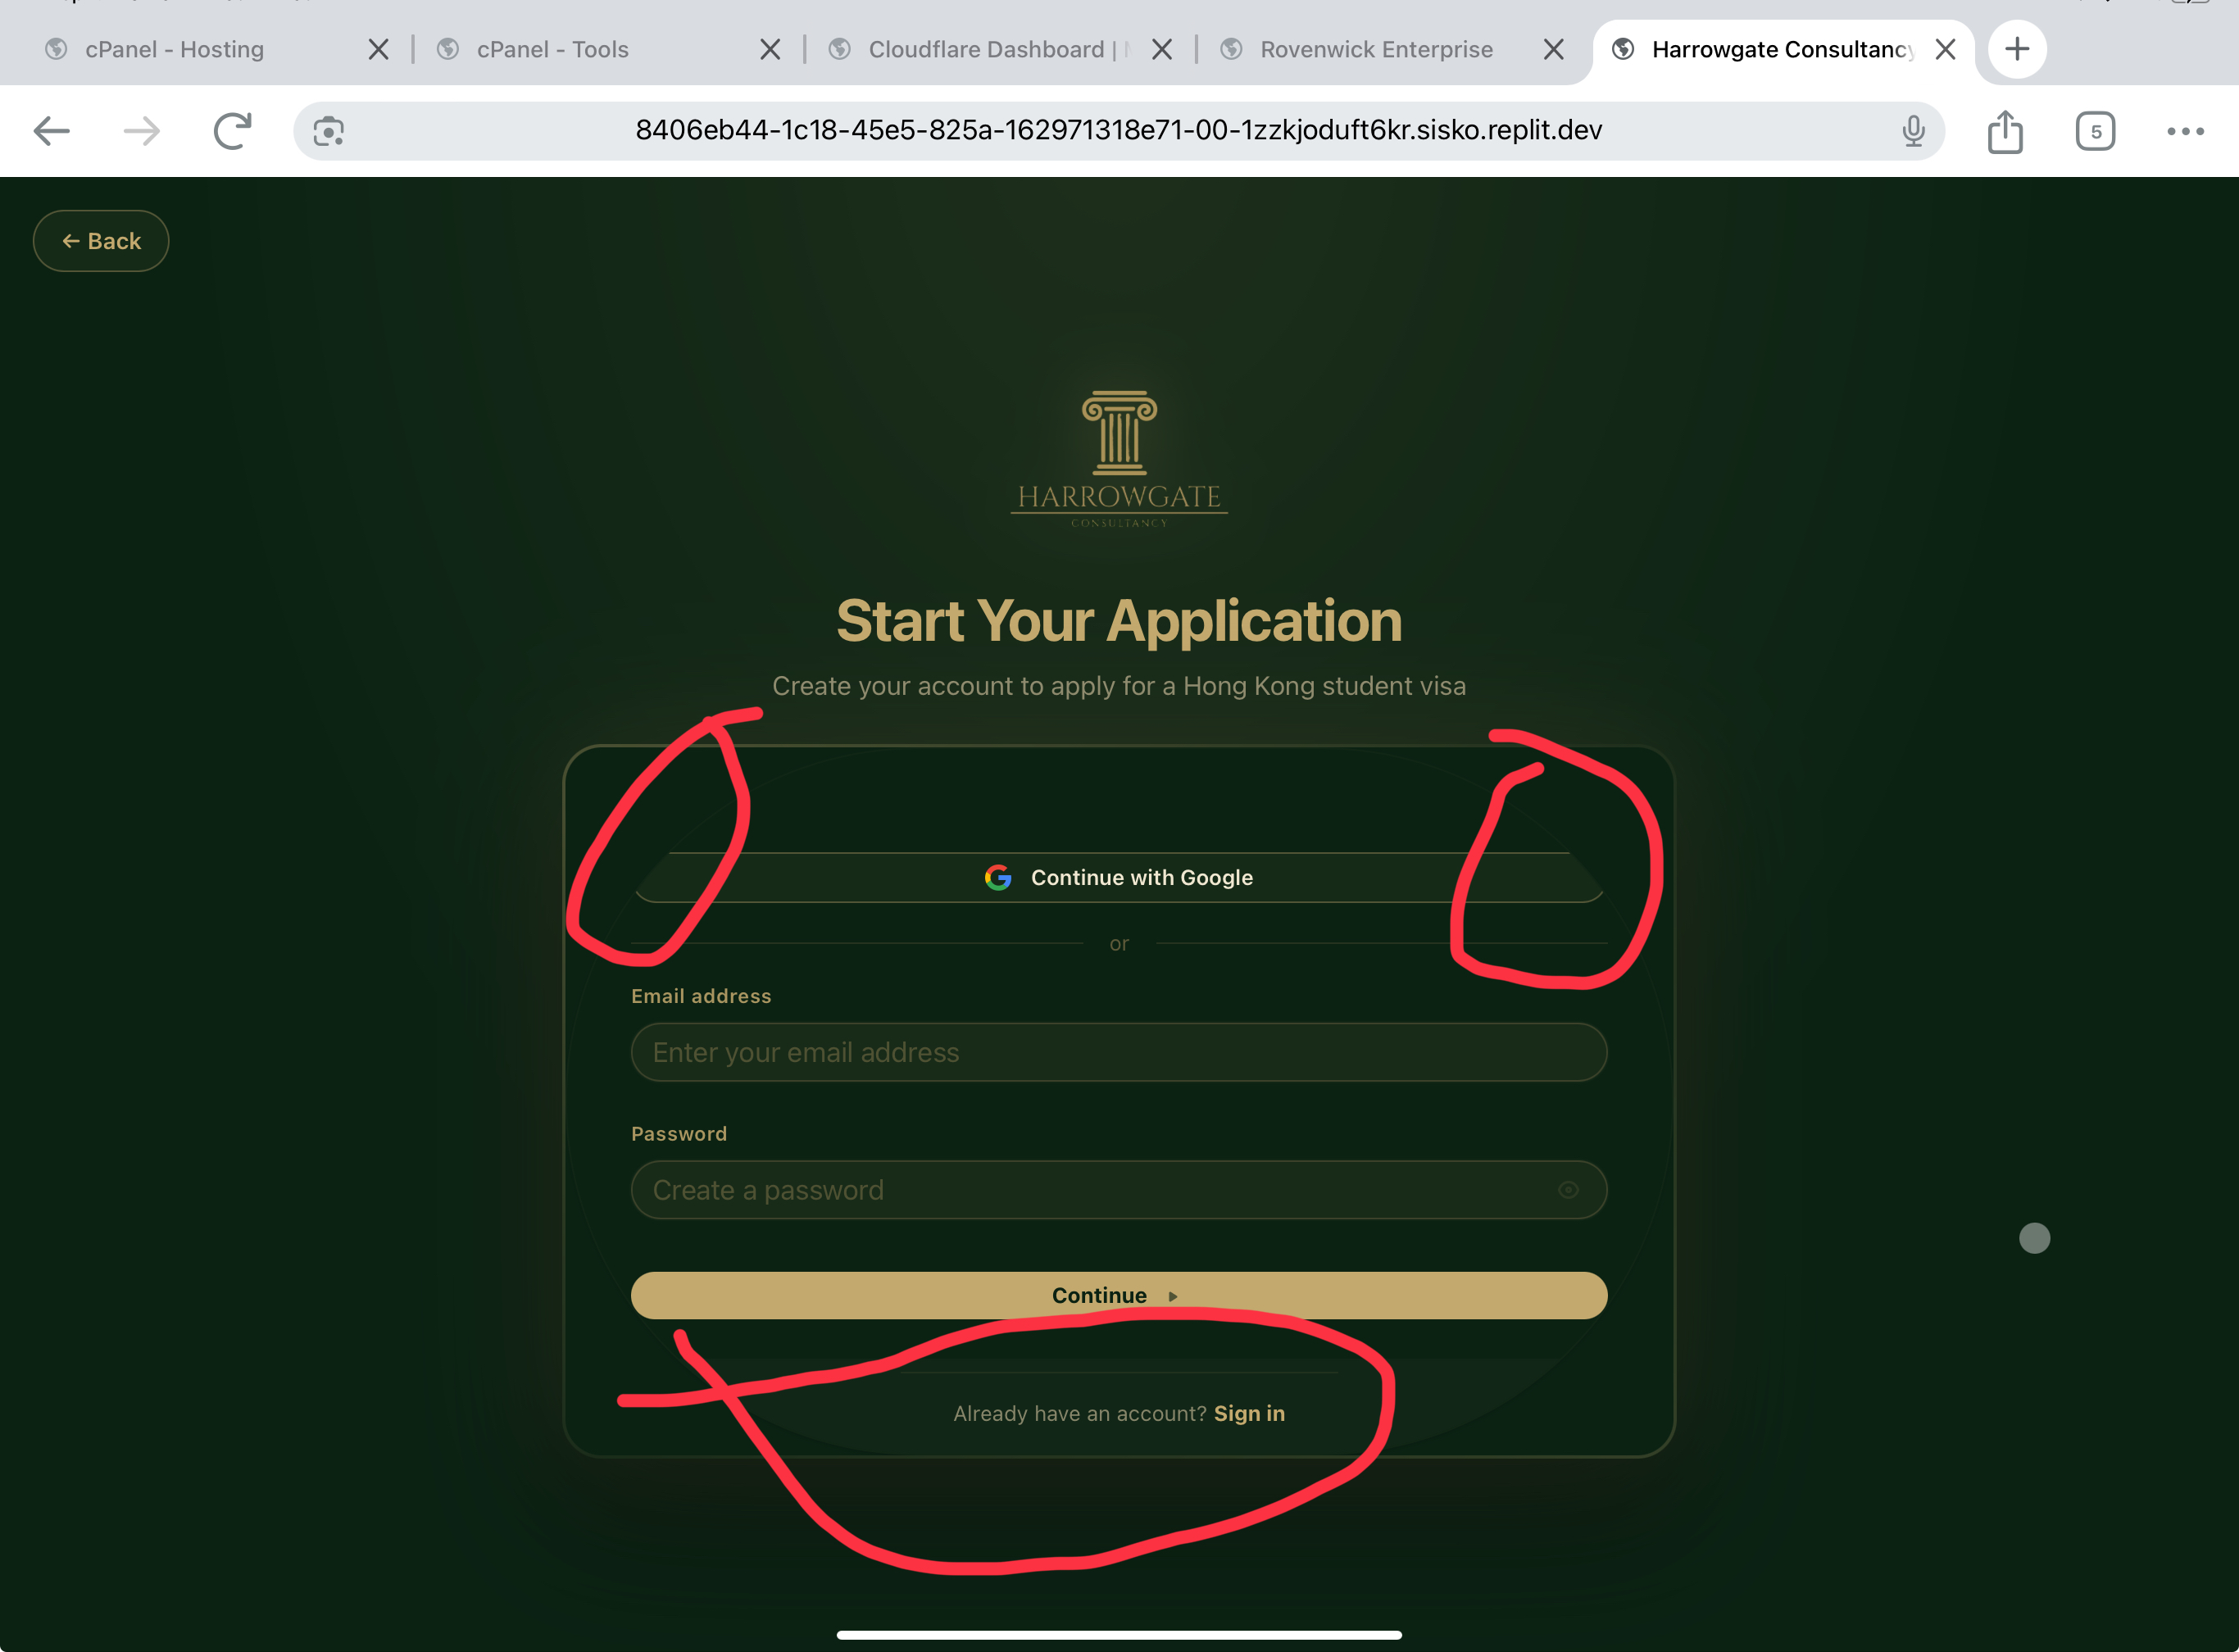 cPanel - Hosting
cPanel - Tools
Cloudflare Dashboard |
Rovenwick Enterprise
Harrowgate Consultancy
8406eb44-1c18-45e5-825a-162971318e71-00-1zzkjoduft6kr.sisko.replit.dev
5
← Back
HARROWGATE
CONSULTANCY
Start Your Application
Create your account to apply for a Hong Kong student visa
Continue with Google
or
Email address
Enter your email address
Password
Create a password
Continue
Already have an account? Sign in